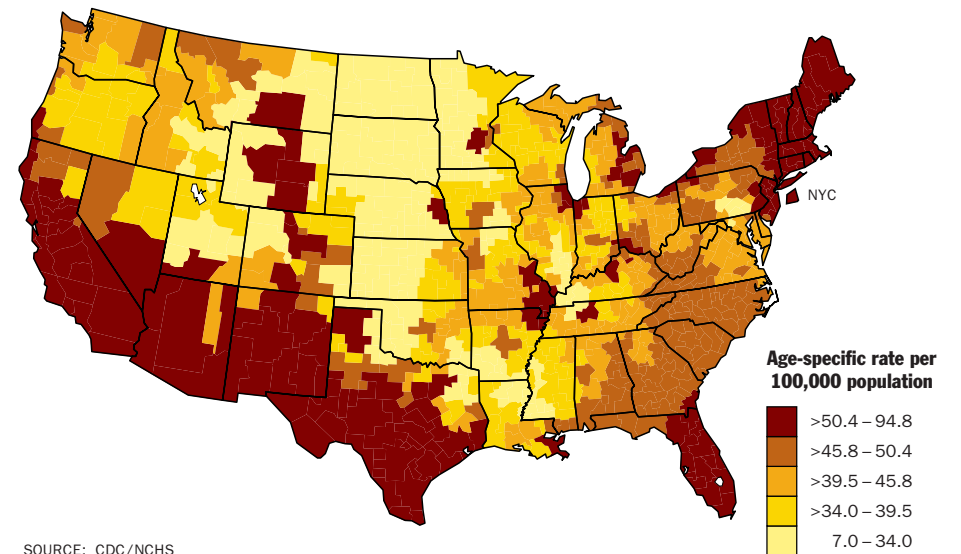 NYC
Age-specific rate per
100,000 population
>50.4 – 94.8
>45.8 – 50.4
>39.5 – 45.8
>34.0 – 39.5
7.0 – 34.0
SOURCE: CDC/NCHS